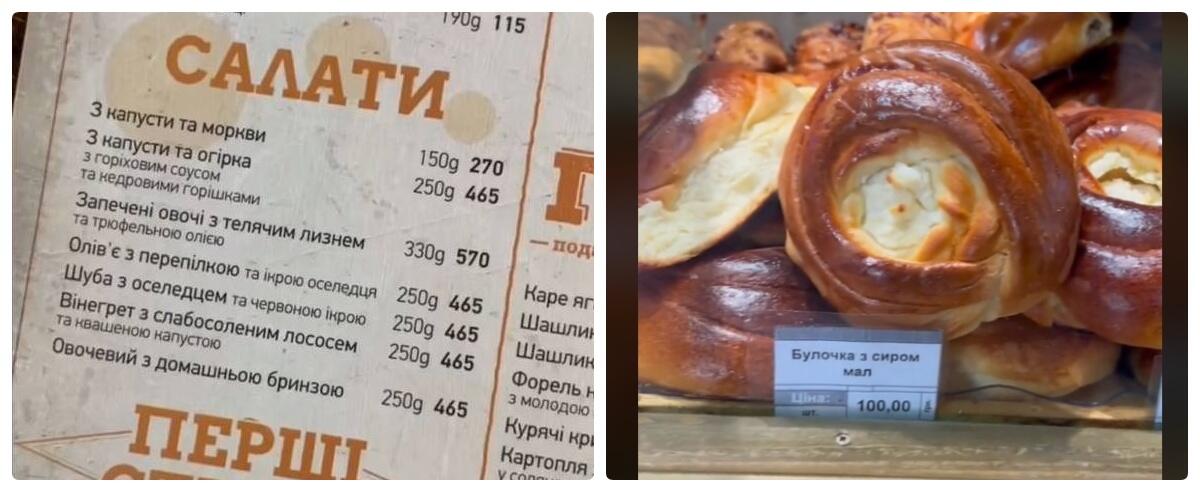 190g 115
САЛАТИ
З капусти та моркви
150g 270
З капусти та огірка
з горіховим соусом
та кедровими горішками
250g 465
Запечені овочі з телячим лизнем
та трюфельною олією
330g 570
Олів'є з перепілкою та ікрою оселедця
250g 465
Шуба з оселедцем та червоною ікрою
250g 465
Вінегрет з слабосоленим лососем
та квашеною капустою
250g 465
Овочевий з домашньою бринзою
250g 465
ПЕРШІ
Каре
Шашлик
Шашлик
Форель
з молодою
Курячі
Картопля
Булочка з сиром
мал
Ціна:
шт.
100,00
грн.